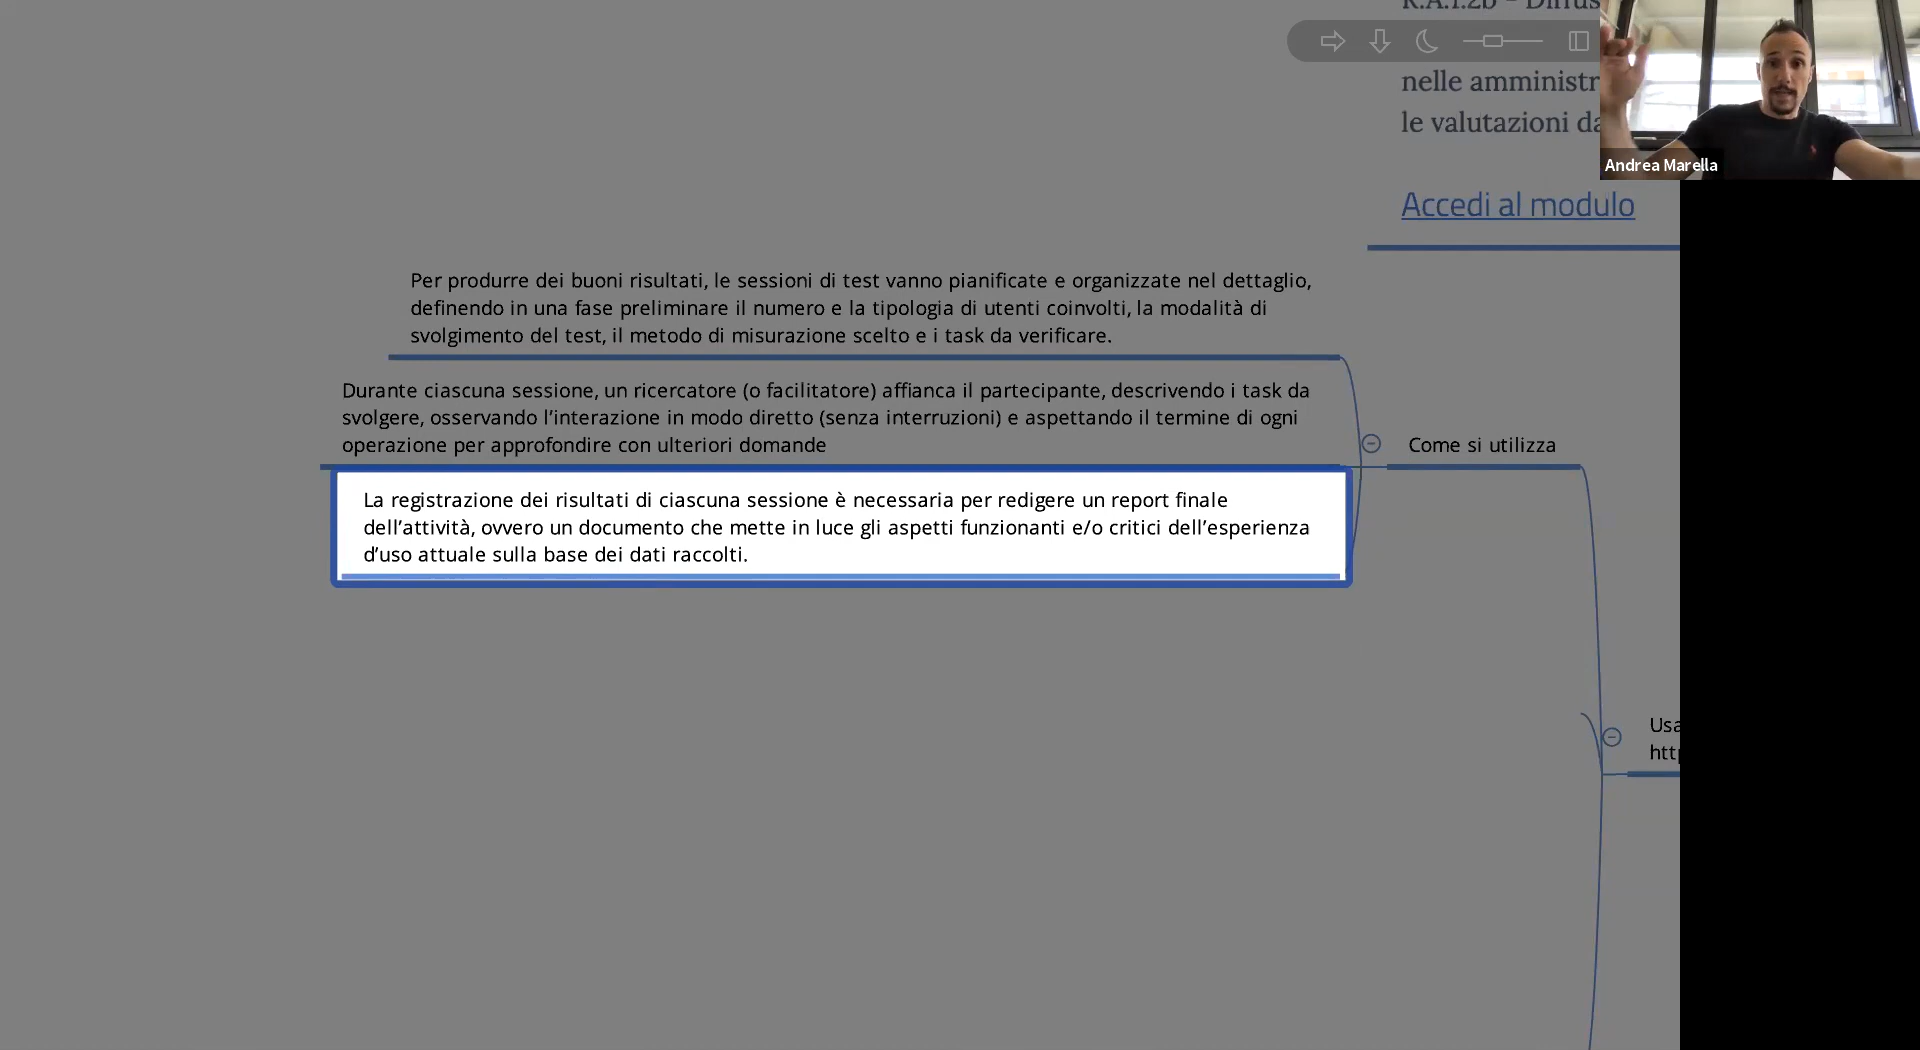 nelle
le valutazioni
Andrea Marella
Accedi al modulo
Per produrre dei buoni risultati, le sessioni di test vanno pianificate e organizzate nel dettaglio,
definendo in una fase preliminare il numero e la tipologia di utenti coinvolti, la modalità di
svolgimento del test, il metodo di misurazione scelto e i task da verificare.
Durante ciascuna sessione, un ricercatore (o facilitatore) affianca il partecipante, descrivendo i task da
svolgere, osservando l’interazione in modo diretto (senza interruzioni) e aspettando il termine di ogni
operazione per approfondire con ulteriori domande
Come si utilizza
La registrazione dei risultati di ciascuna sessione è necessaria per redigere un report finale
dell’attività, ovvero un documento che mette in luce gli aspetti funzionanti e/o critici dell’esperienza
d’uso attuale sulla base dei dati raccolti.